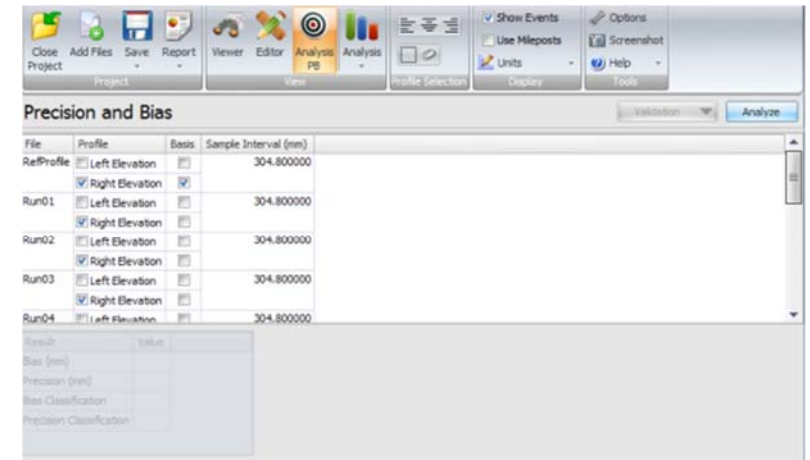 Close Project
Add Files
Save
Report
Viewer
Editor
Analysis PB
Analysis
Show Events
Use Mileposts
Units
Options
Screenshot
Help
Project
View
Profile Selection
Display
Tools
Precision and Bias
Validation
Analyze
File Profile Basis Sample Interval (mm)
RefProfile Left Elevation 304.800000
Right Elevation
Run01 Left Elevation 304.800000
Right Elevation
Run02 Left Elevation 304.800000
Right Elevation
Run03 Left Elevation 304.800000
Right Elevation
Run04 Left Elevation 304.800000
Result Value
Bias (mm)
Precision (mm)
Bias Classification
Precision Classification